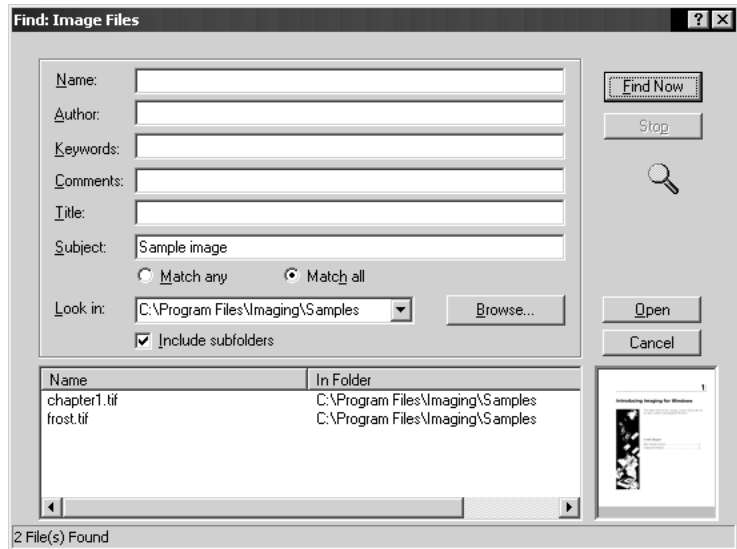 Find: Image Files
Name:
Find Now
Author:
Stop
Keywords:
Comments:
Title:
Subject: Sample image
Match any Match all
Look in: C:\Program Files\Imaging\Samples Browse... Open
Include subfolders Cancel
Name In Folder
chapter1.tif C:\Program Files\Imaging\Samples
frost.tif C:\Program Files\Imaging\Samples
1
Introducing Imaging for Windows
2 File(s) Found